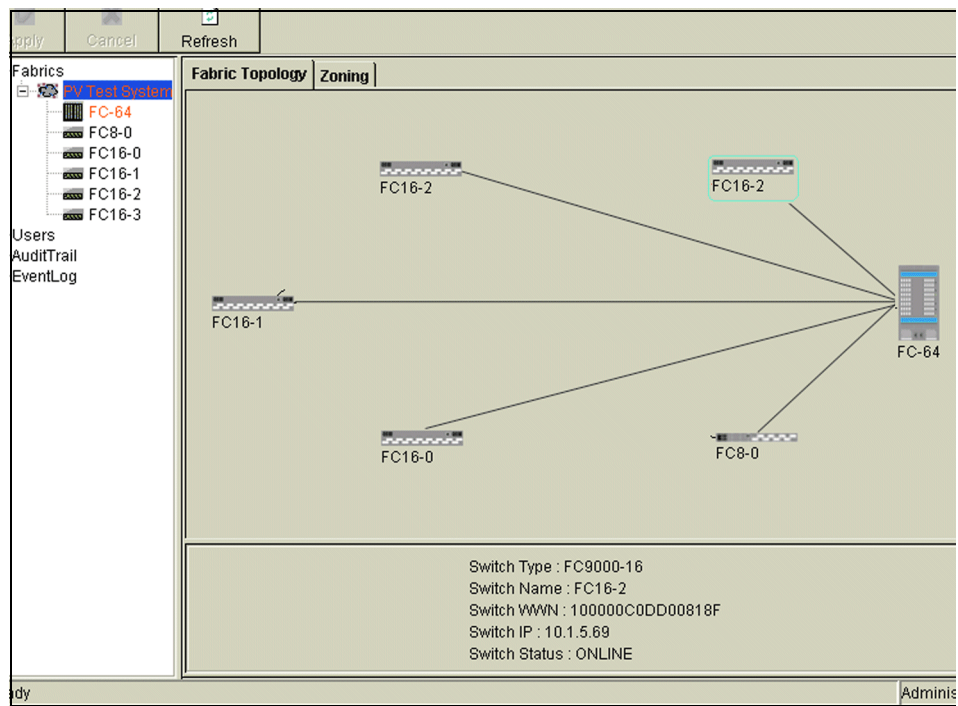 pply Cancel Refresh
Fabrics
PV Test System
FC-64
FC8-0
FC16-0
FC16-1
FC16-2
FC16-3
Users
AuditTrail
EventLog
Fabric Topology Zoning
FC16-2
FC16-2
FC16-1
FC-64
FC16-0
FC8-0
Switch Type : FC9000-16
Switch Name : FC16-2
Switch WWN : 100000C0DD00818F
Switch IP : 10.1.5.69
Switch Status : ONLINE
dy Adminis